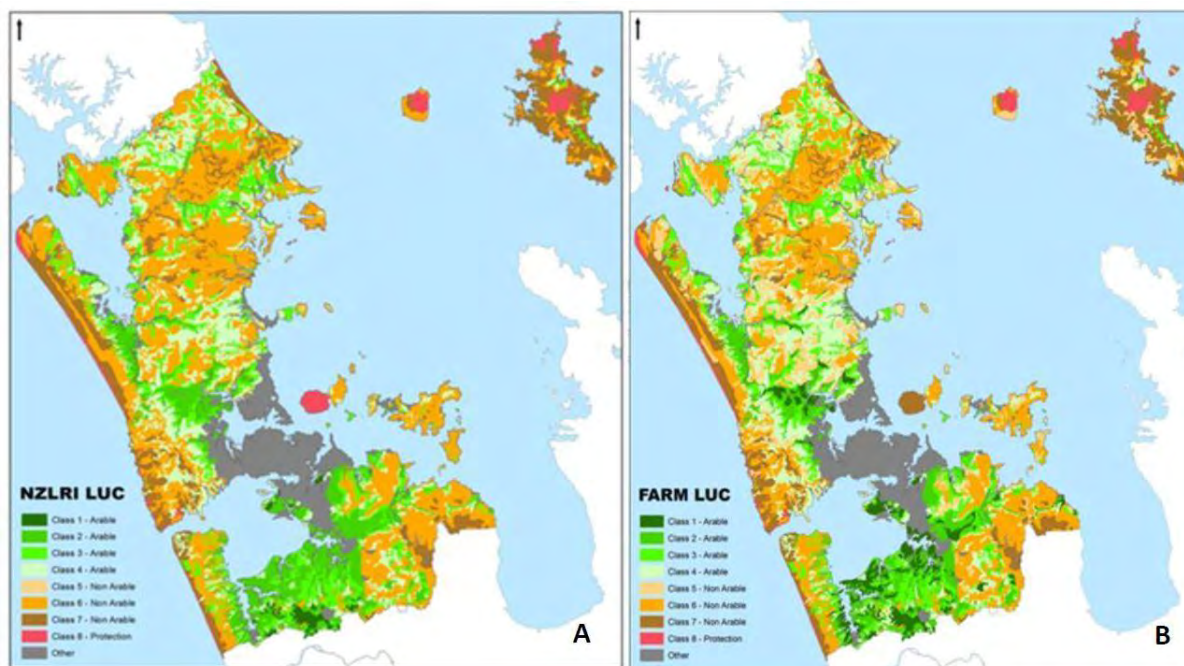 NZLRI LUC
Class 1 - Arable
Class 2 - Arable
Class 3 - Arable
Class 4 - Arable
Class 5 - Non Arable
Class 6 - Non Arable
Class 7 - Non Arable
Class 8 - Protection
Other
A
FARM LUC
Class 1 - Arable
Class 2 - Arable
Class 3 - Arable
Class 4 - Arable
Class 5 - Non Arable
Class 6 - Non Arable
Class 7 - Non Arable
Class 8 - Protection
Other
B